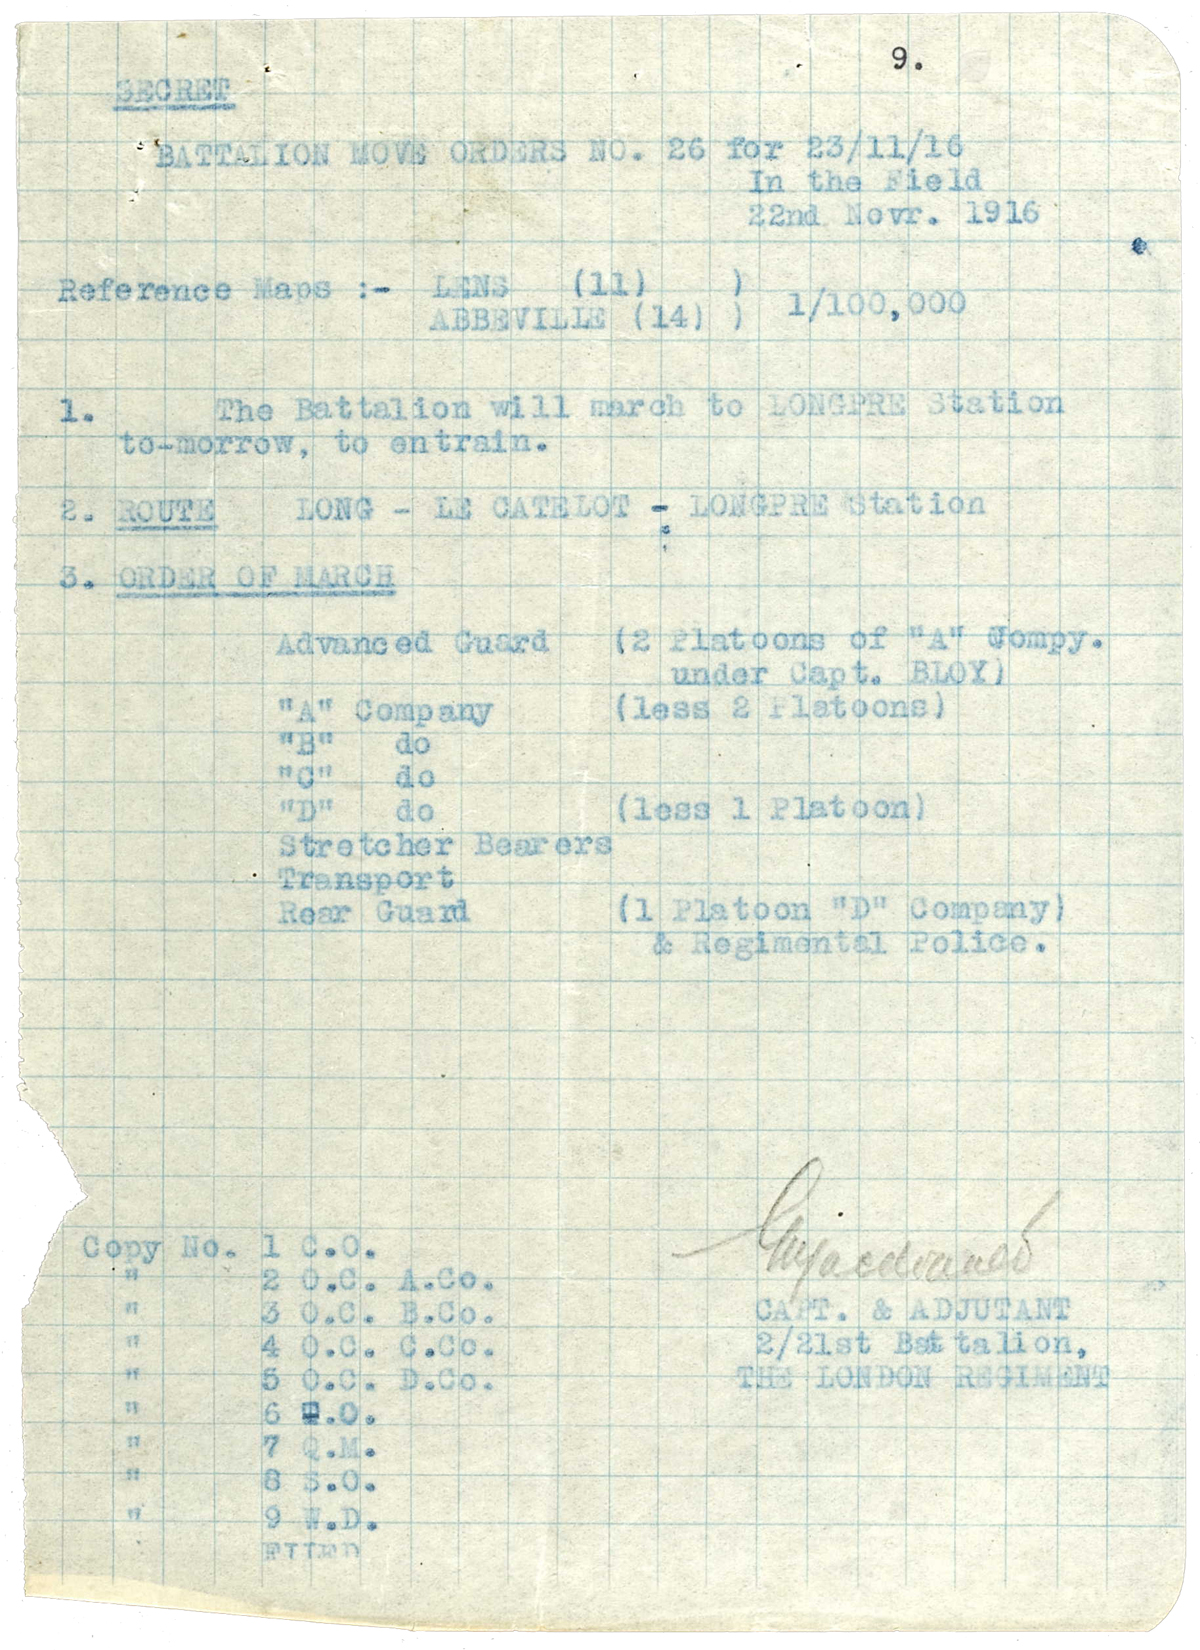 9.
SECRET
BATTALION MOVE ORDERS NO. 26 for 23/11/16
In the Field
22nd Novr. 1916
Reference Maps :- LENS (11) )
ABBEVILLE (14) ) 1/100,000
1. The Battalion will march to LONGPRE Station
to-morrow, to entrain.
2. ROUTE LONG - LE CATELOT - LONGPRE Station
3. ORDER OF MARCH
Advanced Guard (2 Platoons of "A" Compy.
under Capt. BLOY)
"A" Company (less 2 Platoons)
"B" do
"C" do
"D" do (less 1 Platoon)
Stretcher Bearers
Transport
Rear Guard (1 Platoon "D" Company)
& Regimental Police.
Copy No. 1 C.O.
" 2 O.C. A.Co.
" 3 O.C. B.Co.
" 4 O.C. C.Co.
" 5 O.C. D.Co.
" 6 T.O.
" 7 Q.M.
" 8 S.O.
" 9 W.D.
FILED
CAPT. & ADJUTANT
2/21st Battalion,
THE LONDON REGIMENT